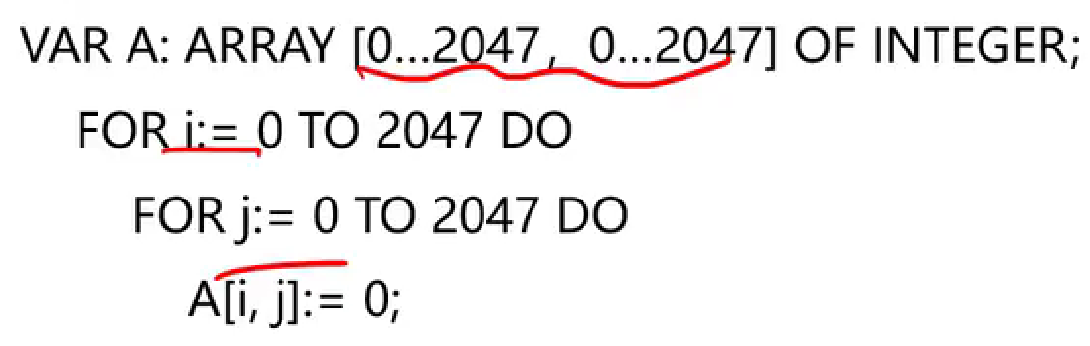 VAR A: ARRAY [0...2047,  0...2047] OF INTEGER;
FOR i:= 0 TO 2047 DO
FOR j:= 0 TO 2047 DO
A[i, j]:= 0;